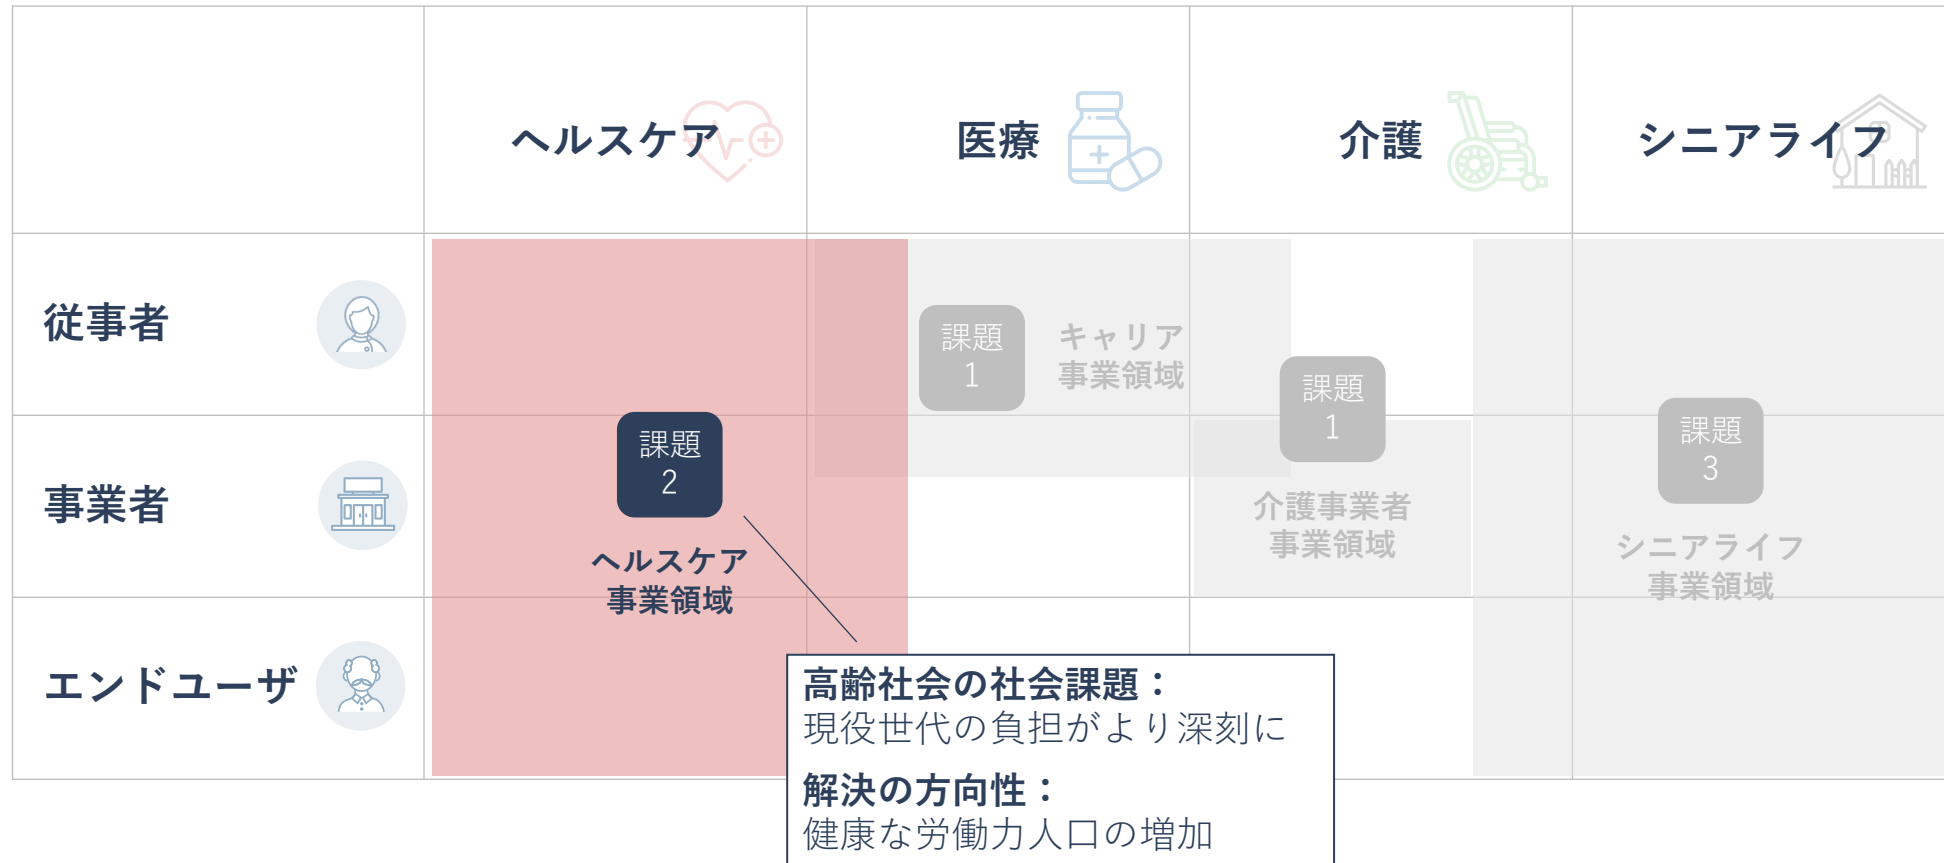 ヘルスケア
医療
介護
シニアライフ
従事者
課題
1
キャリア
事業領域
課題
1
事業者
課題
2
ヘルスケア
事業領域
介護事業者
事業領域
課題
3
シニアライフ
事業領域
エンドユーザ
高齢社会の社会課題：
現役世代の負担がより深刻に
解決の方向性：
健康な労働力人口の増加